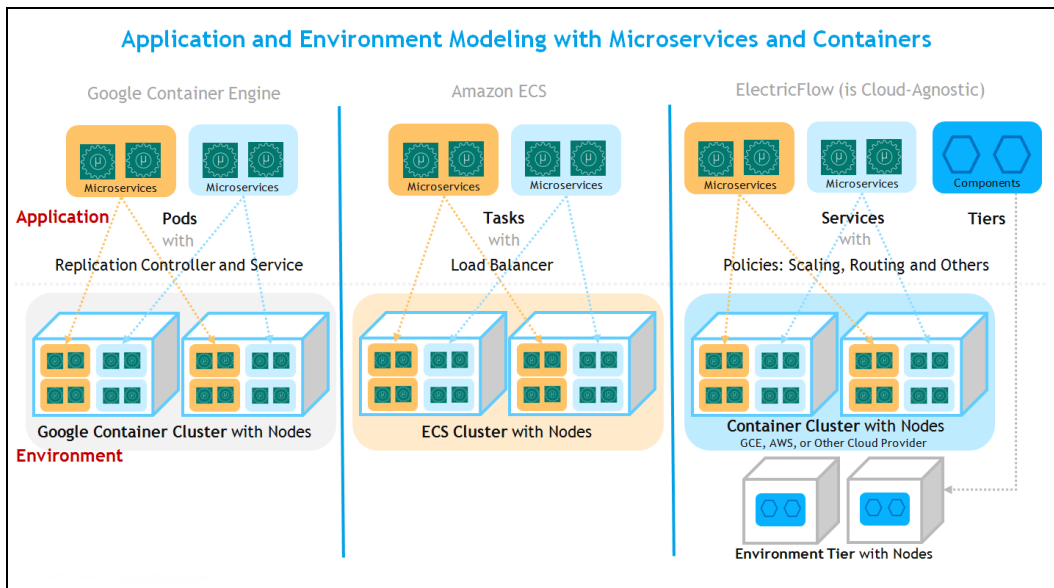 Application and Environment Modeling with Microservices and Containers
Google Container Engine
Amazon ECS
ElectricFlow (is Cloud-Agnostic)
μ μ μ μ
μ μ μ μ
μ μ μ μ
Microservices
Microservices
Microservices
Microservices
Microservices
Microservices
Components
Application
Pods
with
Replication Controller and Service
Tasks
with
Load Balancer
Services
with
Policies: Scaling, Routing and Others
Tiers
Google Container Cluster with Nodes
ECS Cluster with Nodes
Container Cluster with Nodes
GCE, AWS, or Other Cloud Provider
Environment
Environment Tier with Nodes